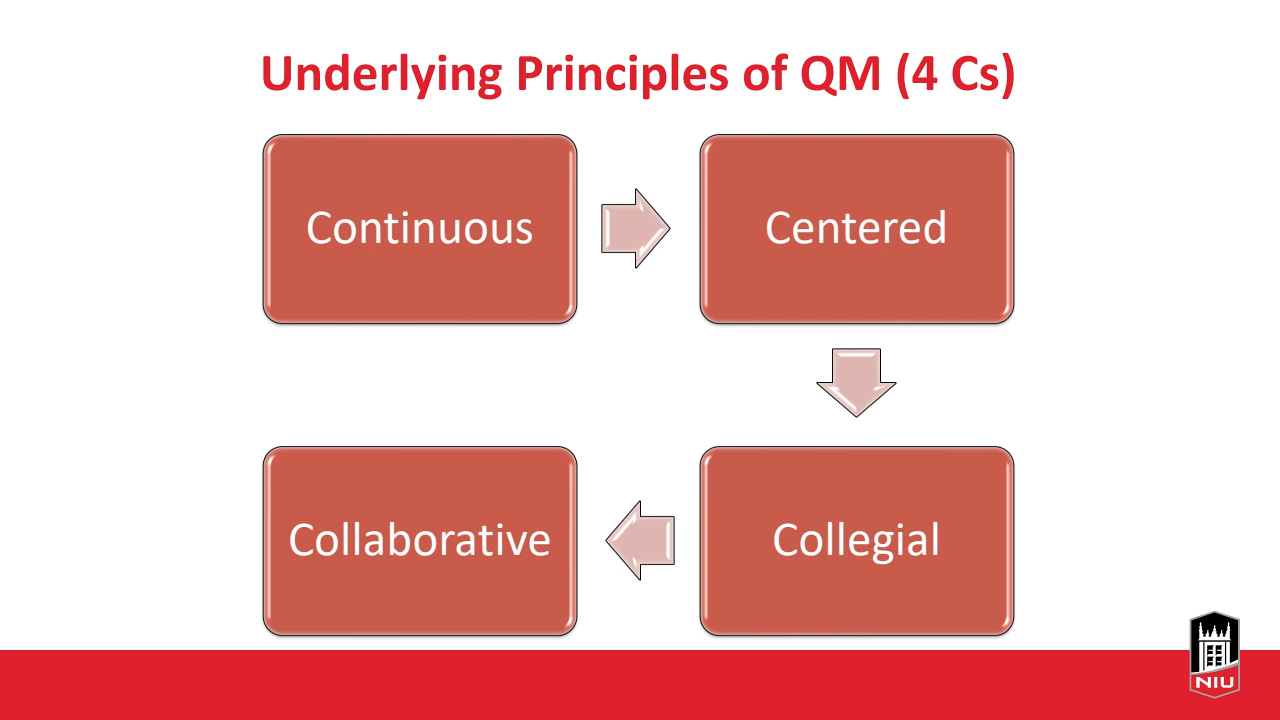 Underlying Principles of QM (4 Cs)
Continuous
Centered
Collegial
Collaborative
NIU